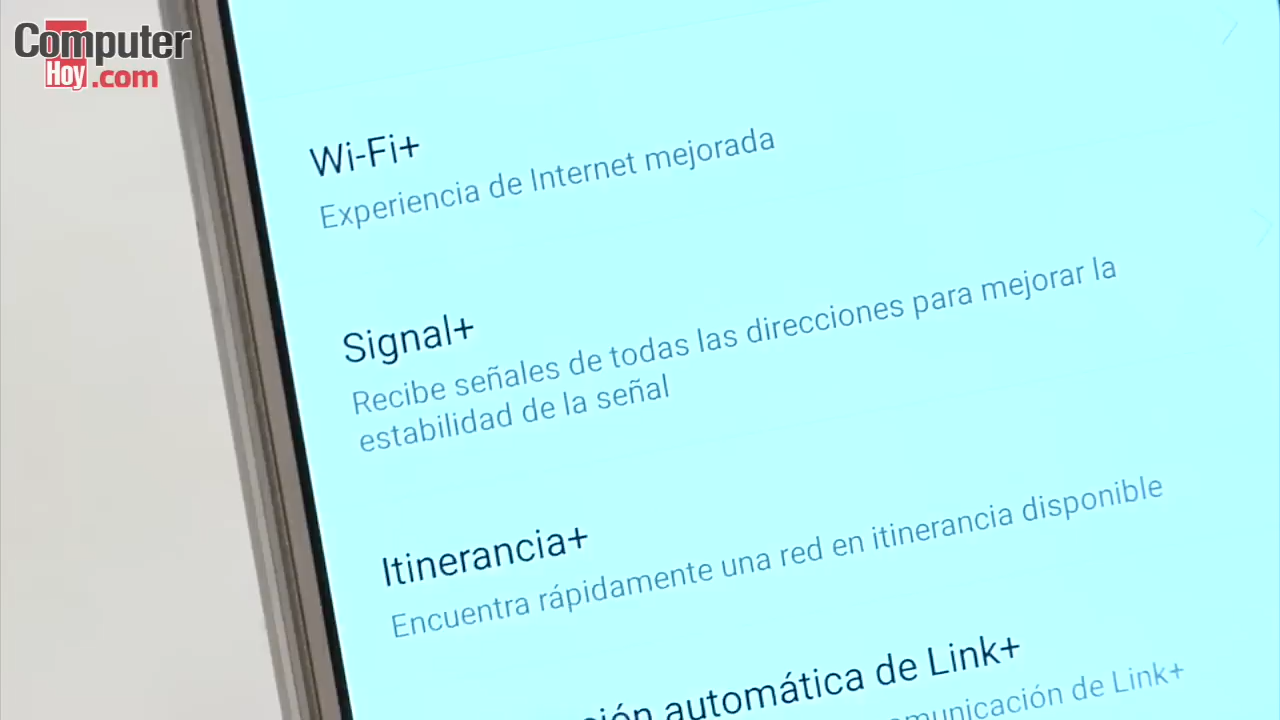 Computer
Hoy.com
Wi-Fi+
Experiencia de Internet mejorada
Signal+
Recibe señales de todas las direcciones para mejorar la
estabilidad de la señal
Itinerancia+
Encuentra rápidamente una red en itinerancia disponible
automática de Link+
de Link+